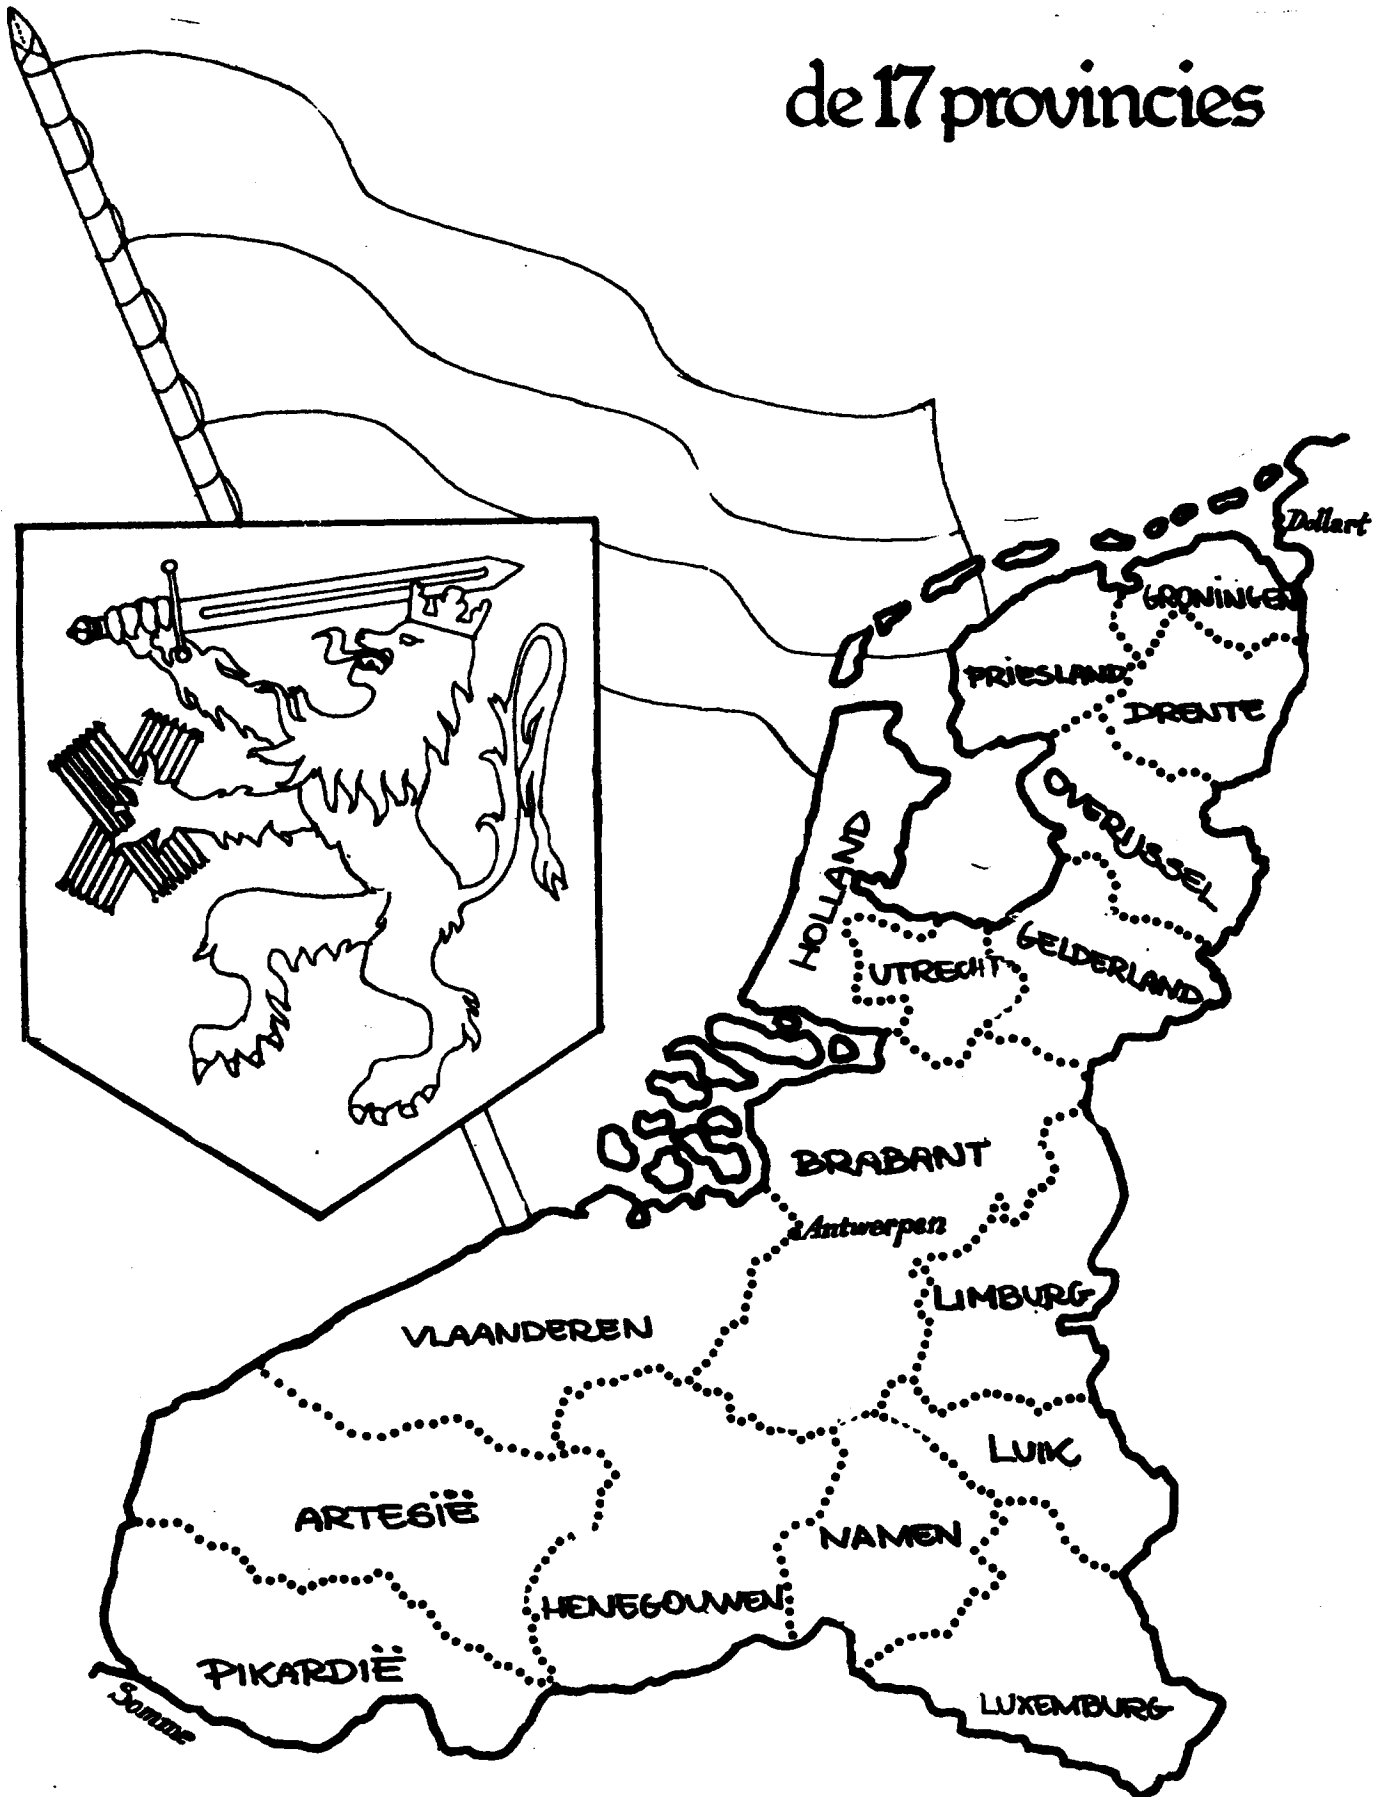 de 17 provincies
Dollart
GRONINGEN
FRIESLAND
DRENTE
OVERIJSSEL
HOLLAND
GELDERLAND
UTRECHT
BRABANT
Antwerpen
LIMBURG
VLAANDEREN
LUIK
ARTESIË
NAMEN
HENEGOUWEN
PIKARDIË
LUXEMBURG
Somme